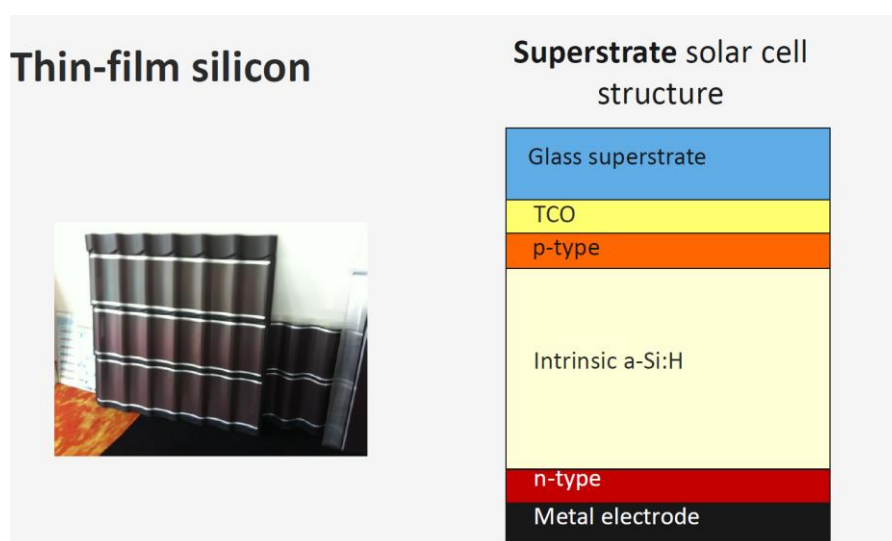 Thin-film silicon
Superstrate solar cell
structure
Glass superstrate
TCO
p-type
Intrinsic a-Si:H
n-type
Metal electrode